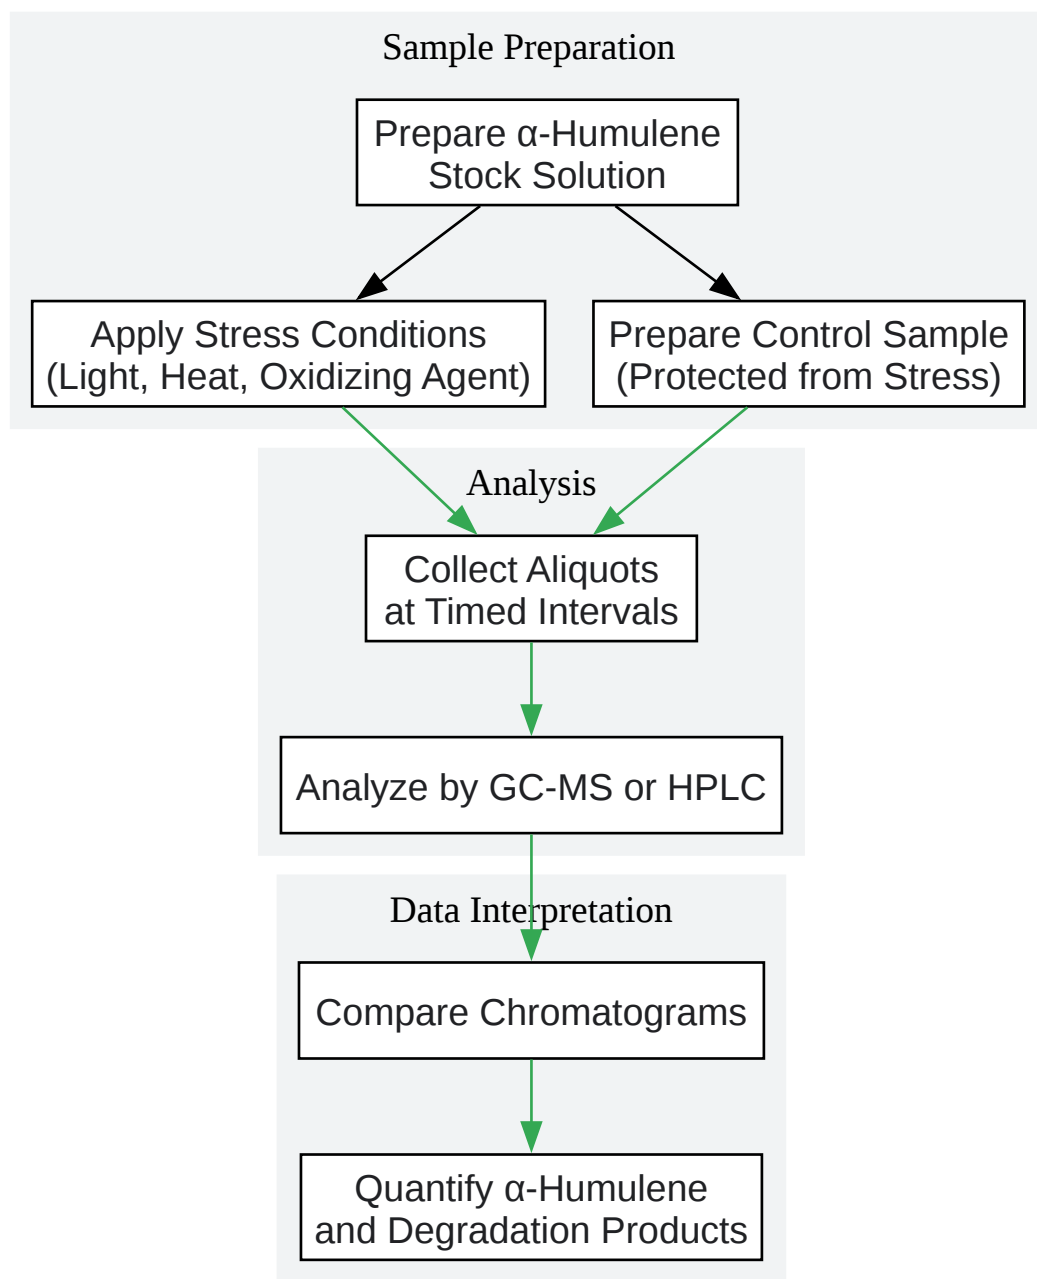 Sample Preparation
Prepare α-Humulene
Stock Solution
Apply Stress Conditions
(Light, Heat, Oxidizing Agent)
Prepare Control Sample
(Protected from Stress)
Analysis
Collect Aliquots
at Timed Intervals
Analyze by GC-MS or HPLC
Data Interpretation
Compare Chromatograms
Quantify α-Humulene
and Degradation Products